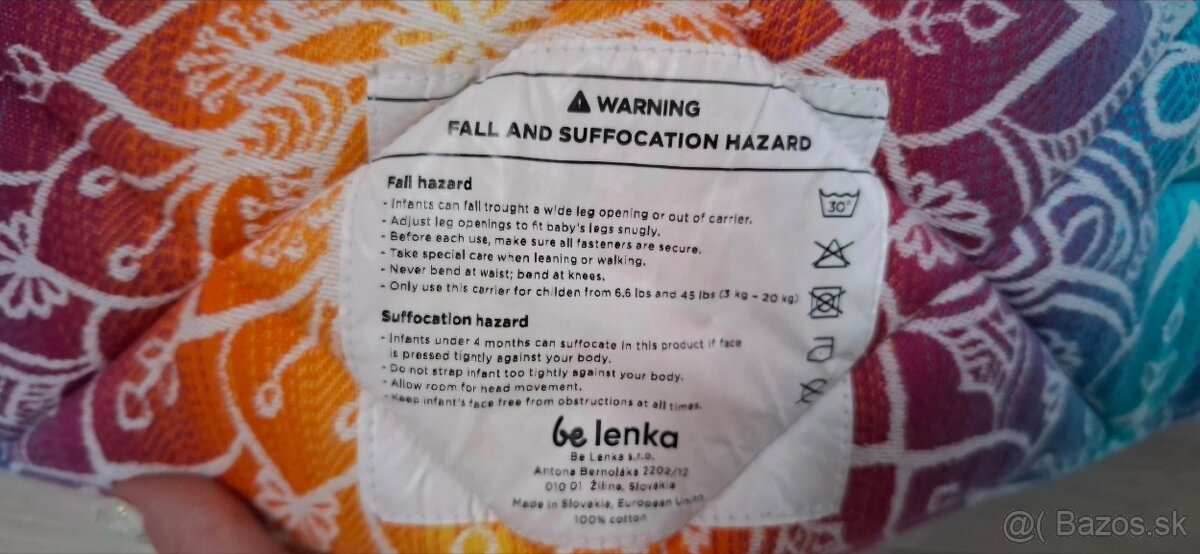 WARNING
FALL AND SUFFOCATION HAZARD
Fall hazard
- Infants can fall trought a wide leg opening or out of carrier.
- Adjust leg openings to fit baby's legs snugly.
- Before each use, make sure all fasteners are secure.
- Take special care when leaning or walking.
- Never bend at waist; bend at knees.
- Only use this carrier for childen from 6.6 lbs and 45 lbs (3 kg - 20 kg)
30°
Suffocation hazard
- Infants under 4 months can suffocate in this product if face
is pressed tightly against your body.
- Do not strap infant too tightly against your body.
- Allow room for head movement.
- Keep infant's face free from obstructions at all times.
be lenka
Be Lenka s.r.o.
Antona Bernoláka 2202/12
010 01 Žilina, Slovakia
Made in Slovakia, European Union
100% cotton
@( Bazos.sk